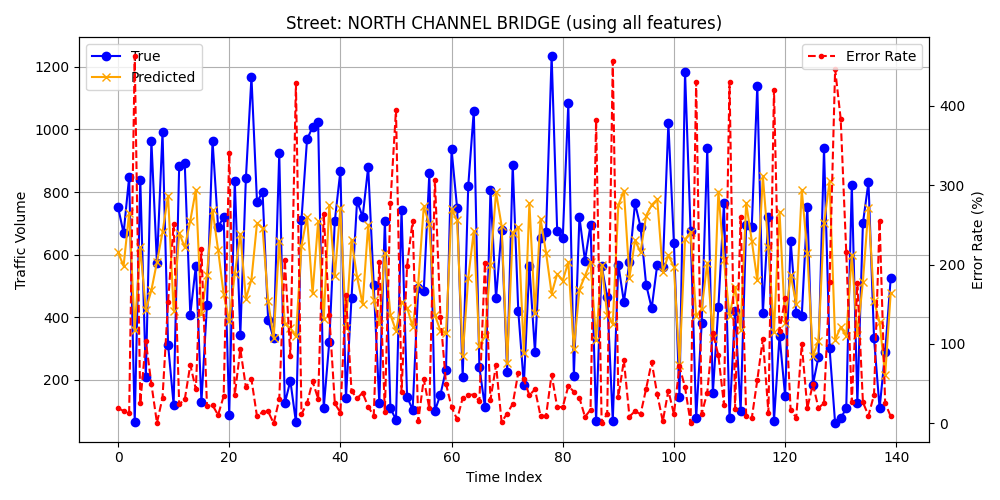 Street: NORTH CHANNEL BRIDGE (using all features)
True
Predicted
Error Rate
Traffic Volume
1200
1000
800
600
400
200
400
300
200
100
0
Error Rate (%)
0 20 40 60 80 100 120 140
Time Index